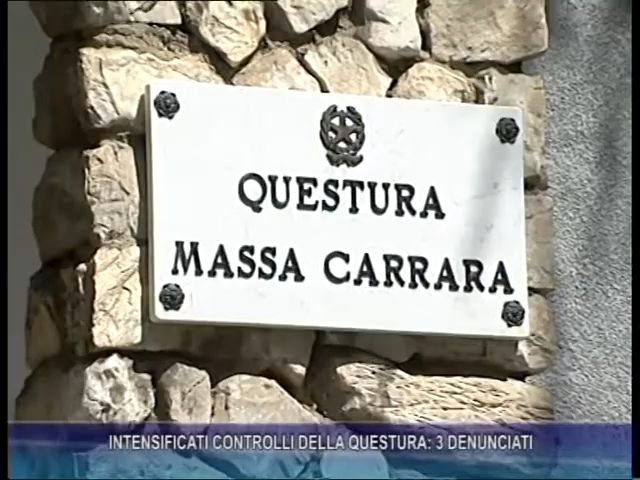 QUESTURA
MASSA CARRARA
INTENSIFICATI CONTROLLI DELLA QUESTURA: 3 DENUNCIATI